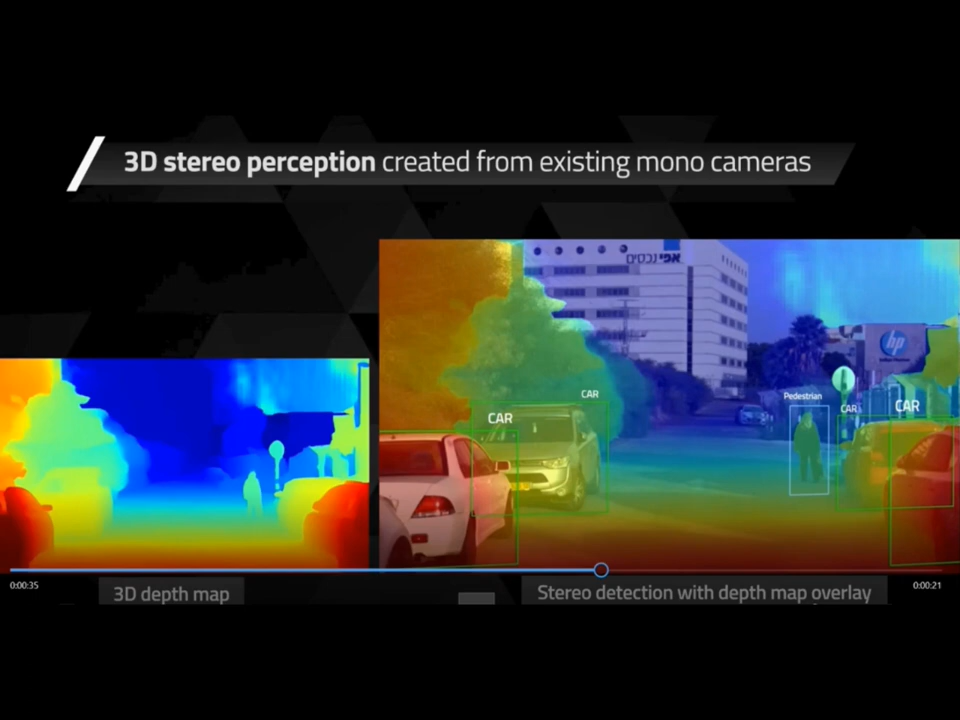 3D stereo perception created from existing mono cameras
אפי נכסים
hp
CAR
Pedestrian
CAR
CAR
CAR
0:00:35
0:00:21
3D depth map
Stereo detection with depth map overlay